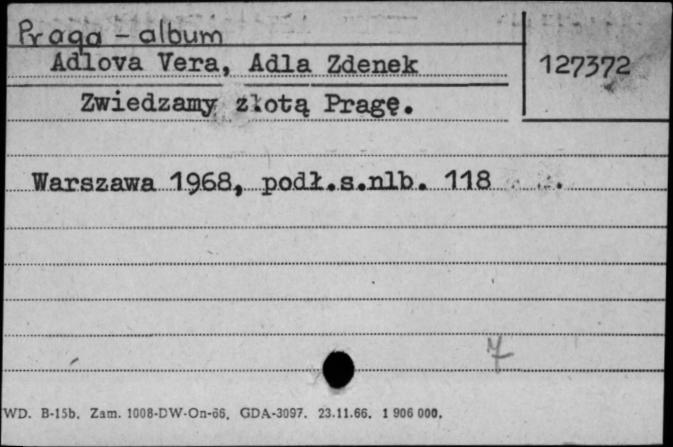 Praga - album
Adlova Vera, Adla Zdenek
127372
Zwiedzamy złotą Pragę.
Warszawa 1968, podł.s.nlb. 118
7
WD. B-15b. Zam. 1008-DW-On-66. GDA-3097. 23.11.66. 1 906 000.